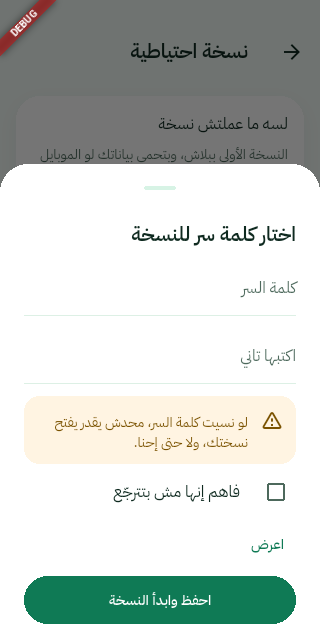 DEBUG
نسخة احتياطية
لسه ما عملتش نسخة
النسخة الأولى ببلاش، وبتحمي بياناتك لو الموبايل
اختار كلمة سر للنسخة
كلمة السر
اكتبها تاني
لو نسيت كلمة السر، محدش يقدر يفتح
نسختك، ولا حتى إحنا.
فاهم إنها مش بتترجّع
اعرض
احفظ وابدأ النسخة